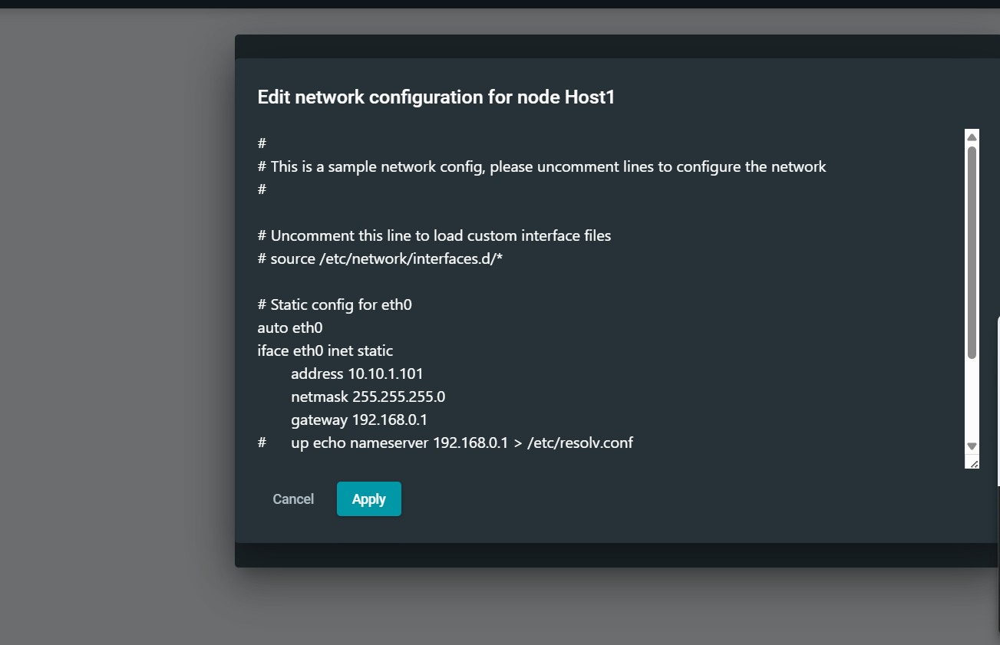 Edit network configuration for node Host1
#
# This is a sample network config, please uncomment lines to configure the network
#
# Uncomment this line to load custom interface files
# source /etc/network/interfaces.d/*
# Static config for eth0
auto eth0
iface eth0 inet static
address 10.10.1.101
netmask 255.255.255.0
gateway 192.168.0.1
# up echo nameserver 192.168.0.1 > /etc/resolv.conf
Cancel Apply